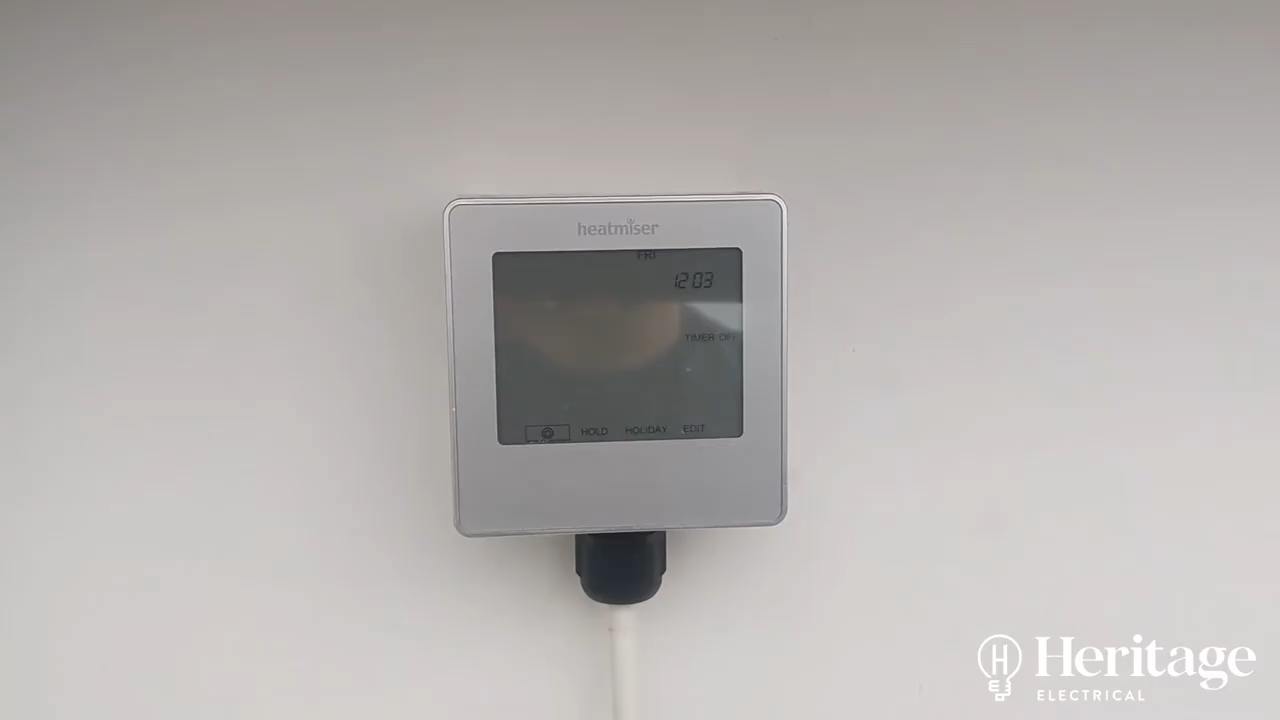 heatmiser
FRI
12 03
TIMER OFF
HOLD HOLIDAY EDIT
Heritage
ELECTRICAL